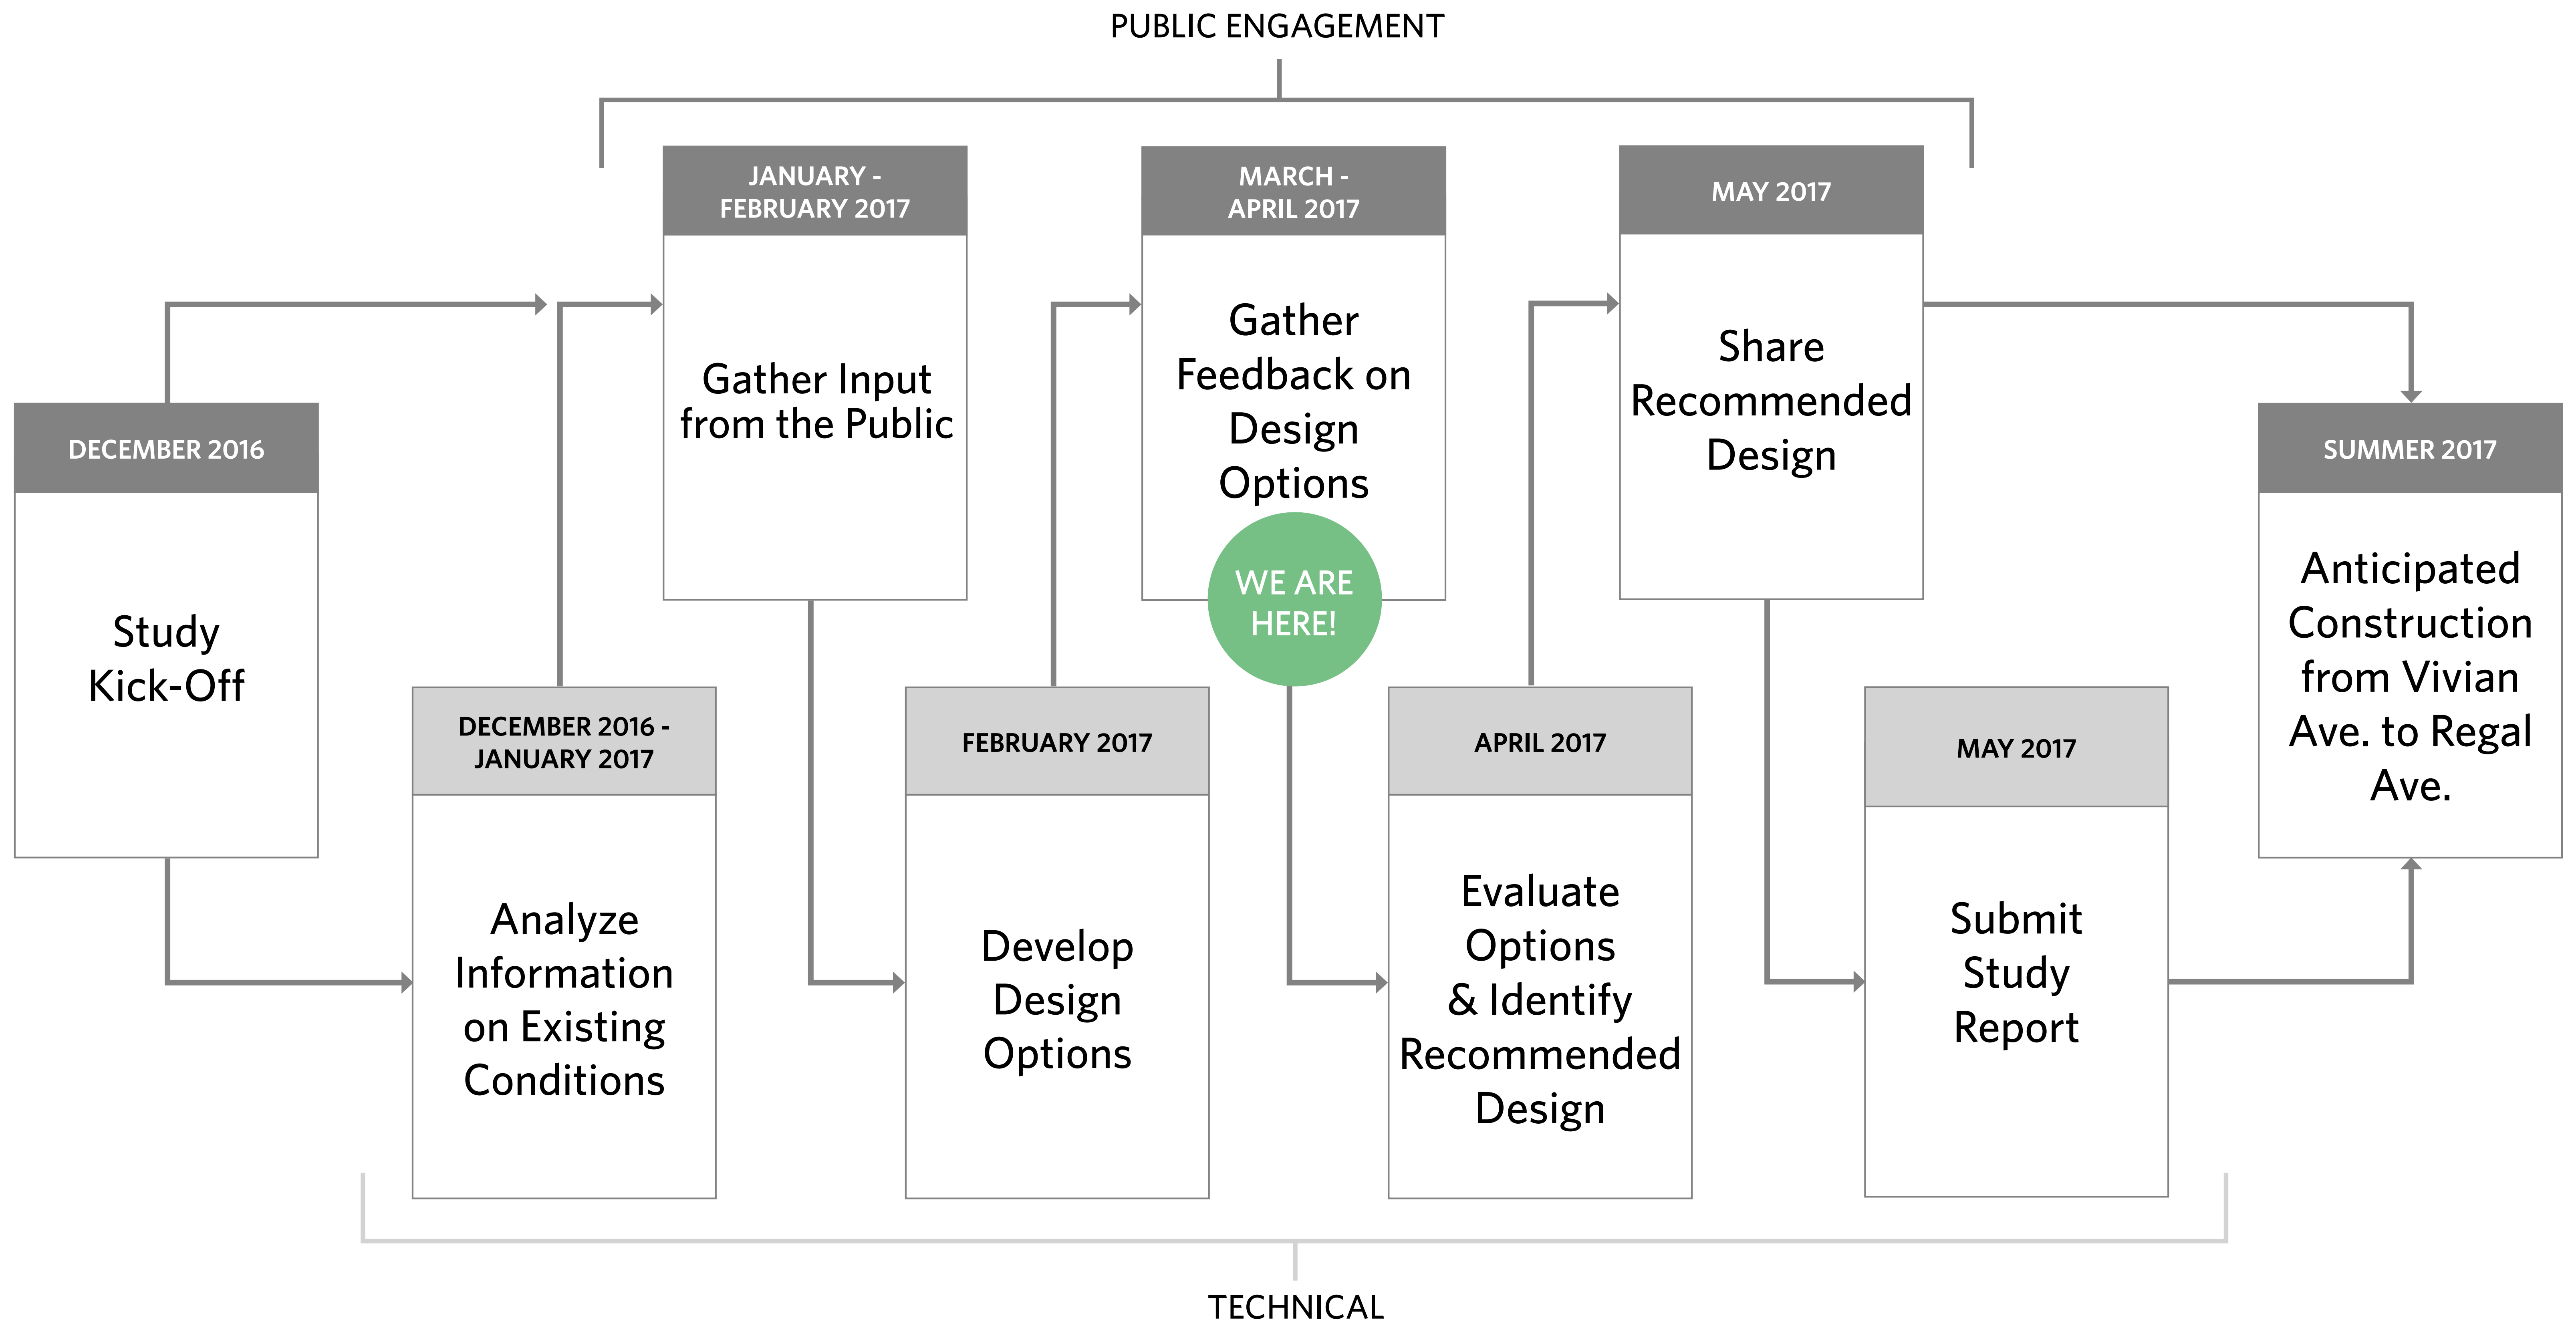 PUBLIC ENGAGEMENT
DECEMBER 2016
Study
Kick-Off
DECEMBER 2016 -
JANUARY 2017
Analyze
Information
on Existing
Conditions
JANUARY -
FEBRUARY 2017
Gather Input
from the Public
FEBRUARY 2017
Develop
Design
Options
MARCH -
APRIL 2017
Gather
Feedback on
Design
Options
WE ARE
HERE!
APRIL 2017
Evaluate
Options
& Identify
Recommended
Design
MAY 2017
Share
Recommended
Design
MAY 2017
Submit
Study
Report
SUMMER 2017
Anticipated
Construction
from Vivian
Ave. to Regal
Ave.
TECHNICAL